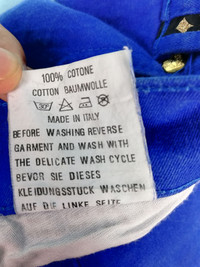 100% COTONE
COTTON BAUMWOLLE
MADE IN ITALY
BEFORE WASHING REVERSE
GARMENT AND WASH WITH
THE DELICATE WASH CYCLE
BEVOR SIE DIESES
KLEIDUNGSSTUCK WASCHEN
AUF DIE LINKE SEITE